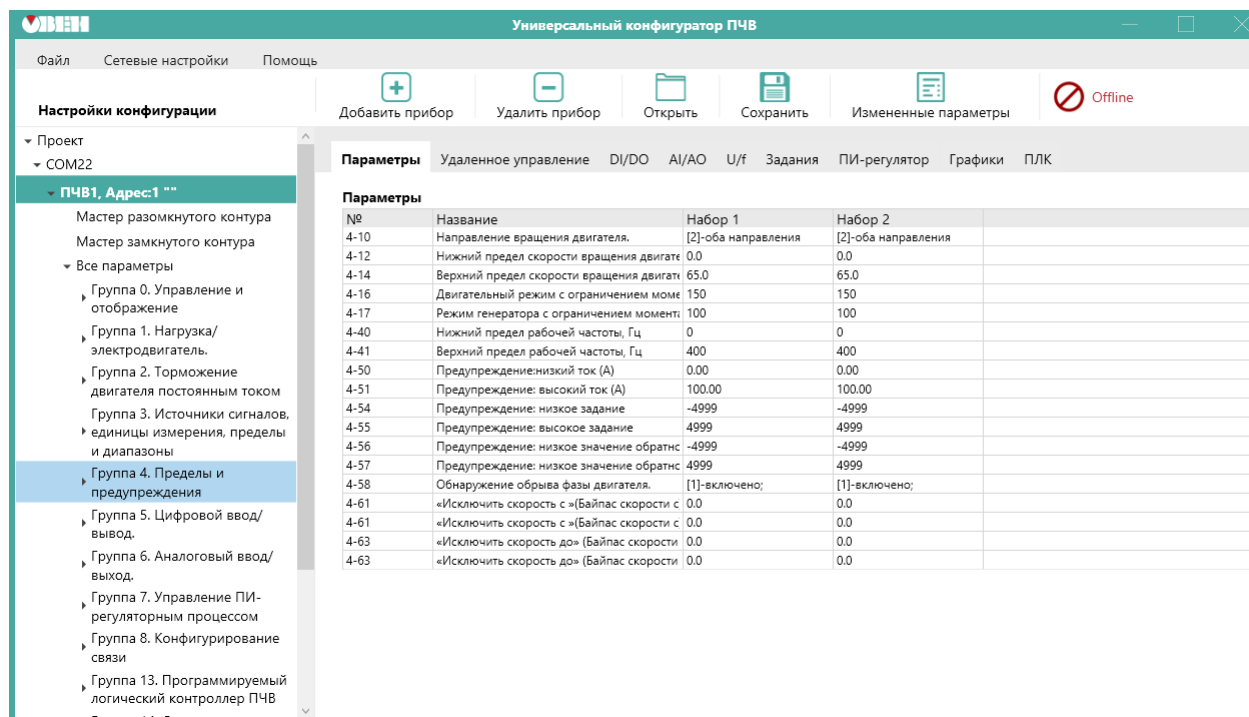 ОВЕН
Универсальный конфигуратор ПЧВ
Файл Сетевые настройки Помощь
Настройки конфигурации
Добавить прибор Удалить прибор Открыть Сохранить Измененные параметры Offline
Проект
COM22
ПЧВ1, Адрес:1 ""
Мастер разомкнутого контура
Мастер замкнутого контура
Все параметры
Группа 0. Управление и
отображение
Группа 1. Нагрузка/
электродвигатель.
Группа 2. Торможение
двигателя постоянным током
Группа 3. Источники сигналов,
единицы измерения, пределы
и диапазоны
Группа 4. Пределы и
предупреждения
Группа 5. Цифровой ввод/
вывод.
Группа 6. Аналоговый ввод/
выход.
Группа 7. Управление ПИ-
регуляторным процессом
Группа 8. Конфигурирование
связи
Группа 13. Программируемый
логический контроллер ПЧВ
Параметры Удаленное управление DI/DO AI/AO U/f Задания ПИ-регулятор Графики ПЛК
Параметры
№ Название Набор 1 Набор 2
4-10 Направление вращения двигателя. [2]-оба направления [2]-оба направления
4-12 Нижний предел скорости вращения двигате 0.0 0.0
4-14 Верхний предел скорости вращения двигате 65.0 65.0
4-16 Двигательный режим с ограничением моме 150 150
4-17 Режим генератора с ограничением момента 100 100
4-40 Нижний предел рабочей частоты, Гц 0 0
4-41 Верхний предел рабочей частоты, Гц 400 400
4-50 Предупреждение:низкий ток (А) 0.00 0.00
4-51 Предупреждение: высокий ток (А) 100.00 100.00
4-54 Предупреждение: низкое задание -4999 -4999
4-55 Предупреждение: высокое задание 4999 4999
4-56 Предупреждение: низкое значение обратнс -4999 -4999
4-57 Предупреждение: низкое значение обратнс 4999 4999
4-58 Обнаружение обрыва фазы двигателя. [1]-включено; [1]-включено;
4-61 «Исключить скорость с »(Байпас скорости с 0.0 0.0
4-61 «Исключить скорость с »(Байпас скорости с 0.0 0.0
4-63 «Исключить скорость до» (Байпас скорости 0.0 0.0
4-63 «Исключить скорость до» (Байпас скорости 0.0 0.0